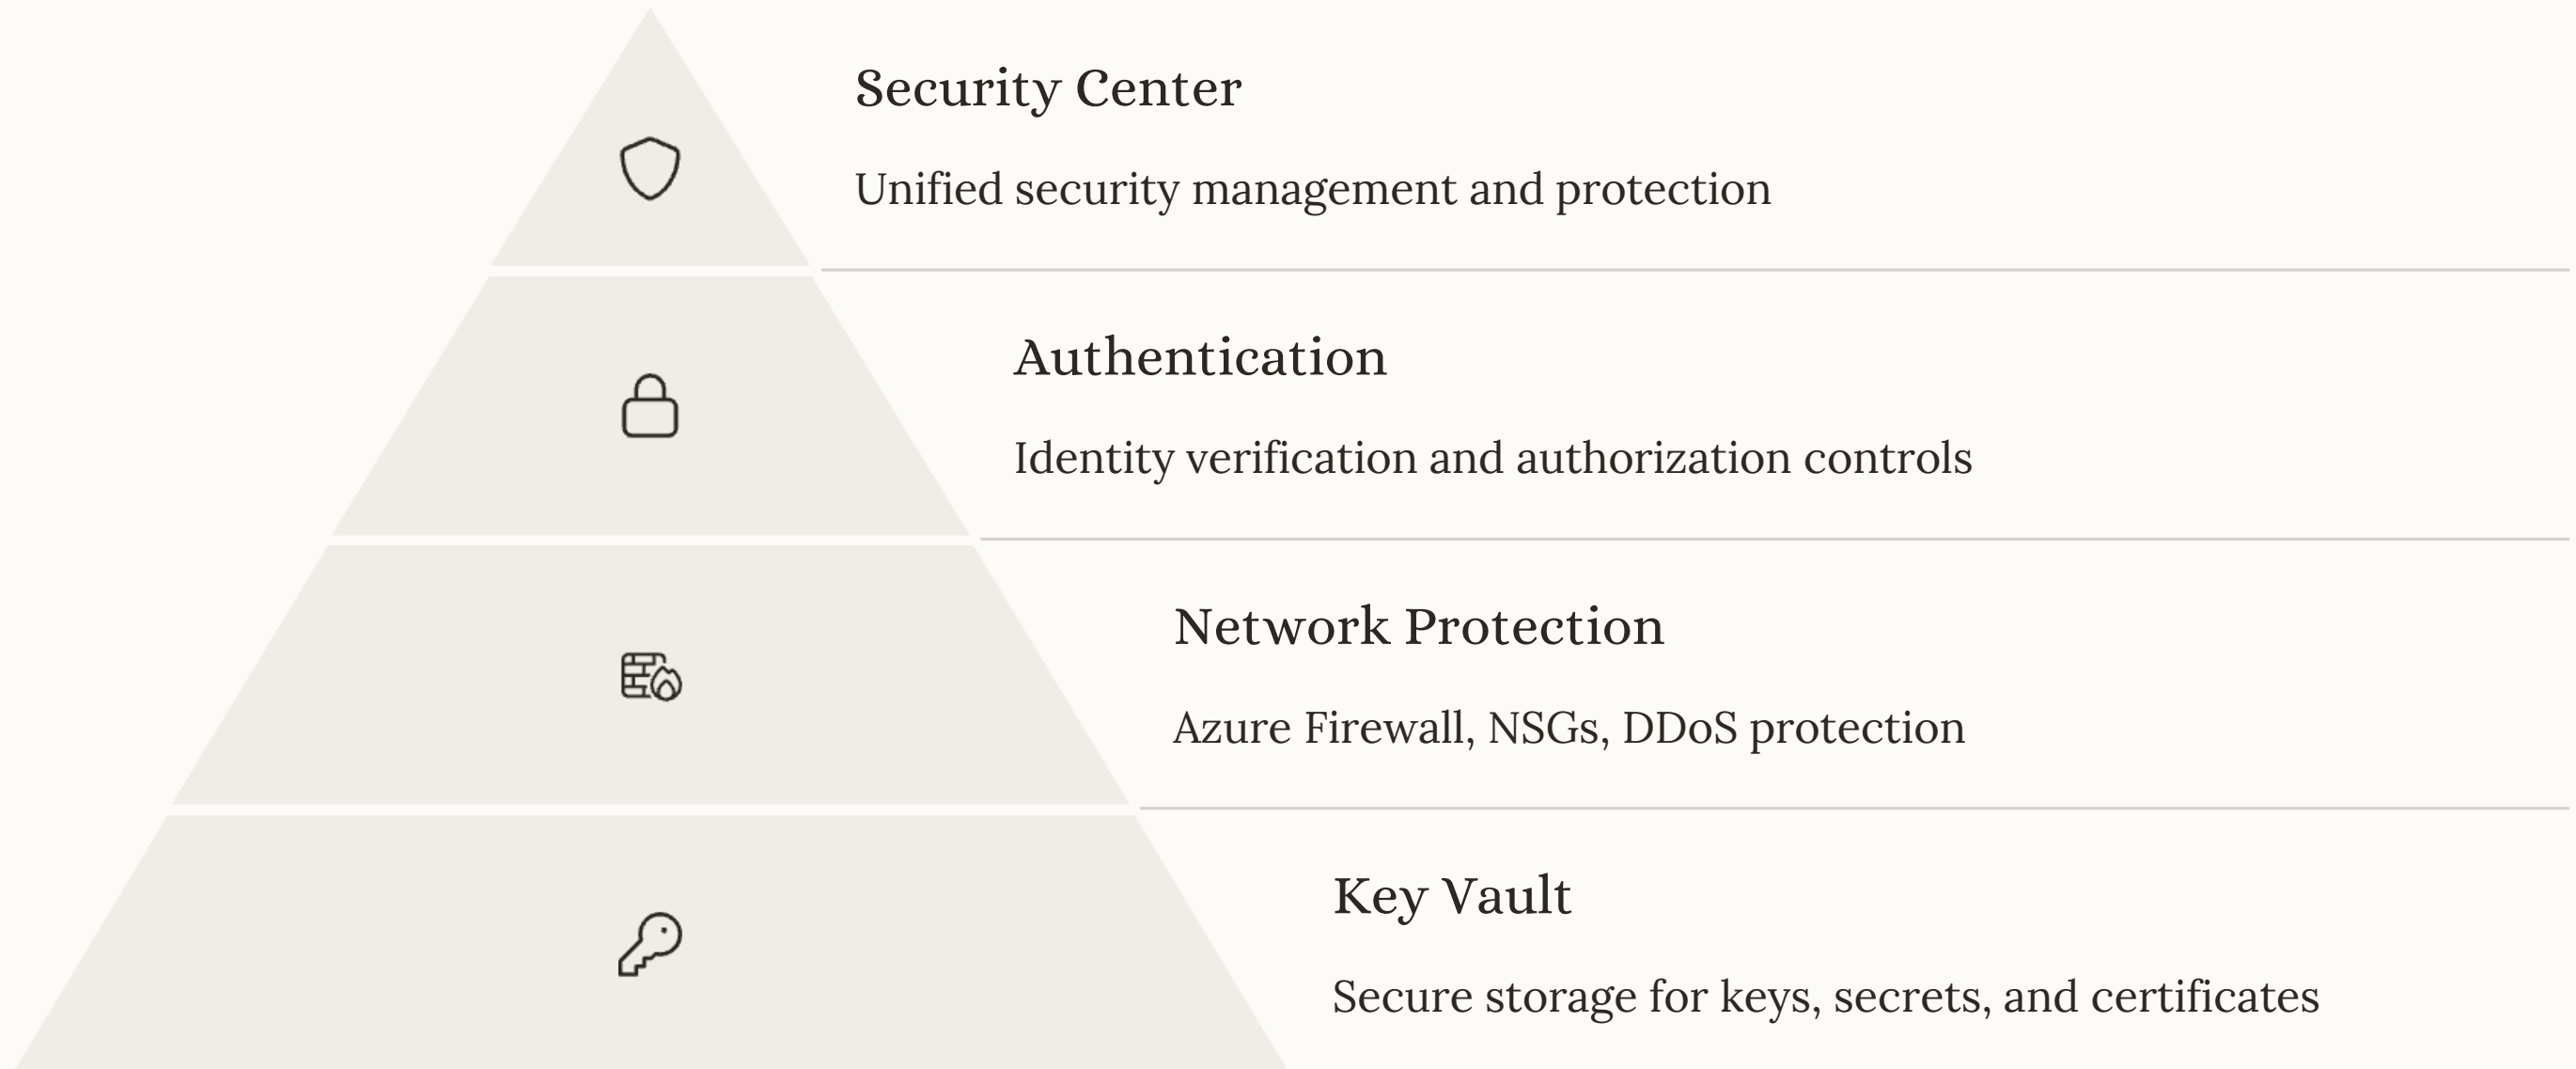 Security Center
Unified security management and protection
Authentication
Identity verification and authorization controls
Network Protection
Azure Firewall, NSGs, DDoS protection
Key Vault
Secure storage for keys, secrets, and certificates